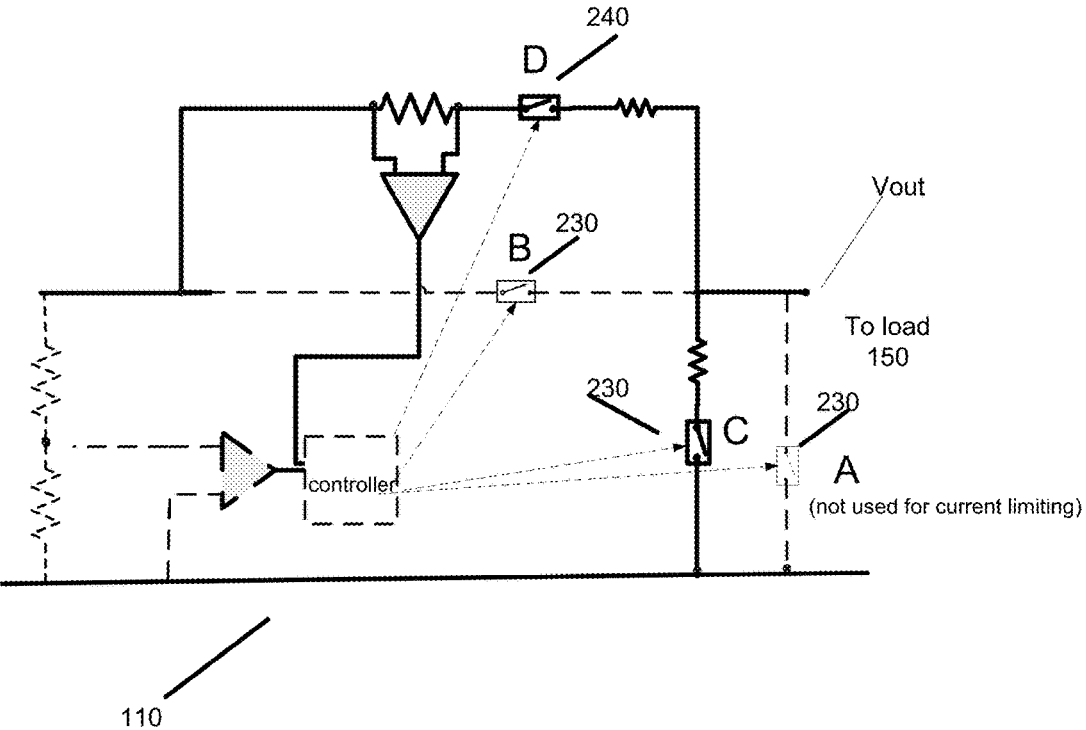 240
D
Vout
230
B
To load
150
230
230
C
A
controller
(not used for current limiting)
110